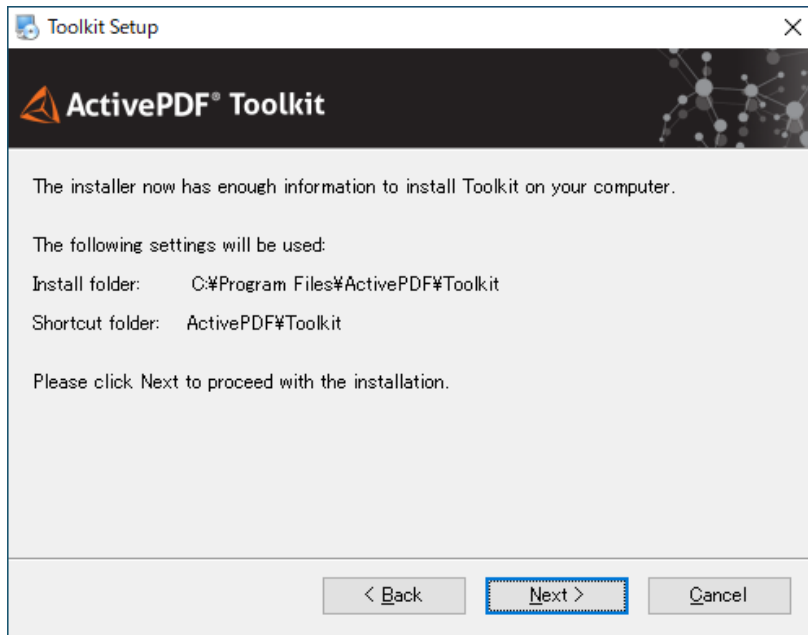 Toolkit Setup
ActivePDF® Toolkit
The installer now has enough information to install Toolkit on your computer.
The following settings will be used:
Install folder: C:¥Program Files¥ActivePDF¥Toolkit
Shortcut folder: ActivePDF¥Toolkit
Please click Next to proceed with the installation.
< Back Next > Cancel